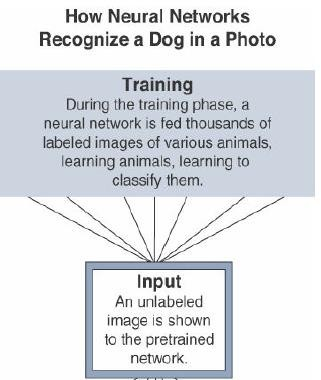 How Neural Networks
Recognize a Dog in a Photo
Training
During the training phase, a
neural network is fed thousands of
labeled images of various animals,
learning animals, learning to
classify them.
Input
An unlabeled
image is shown
to the pretrained
network.